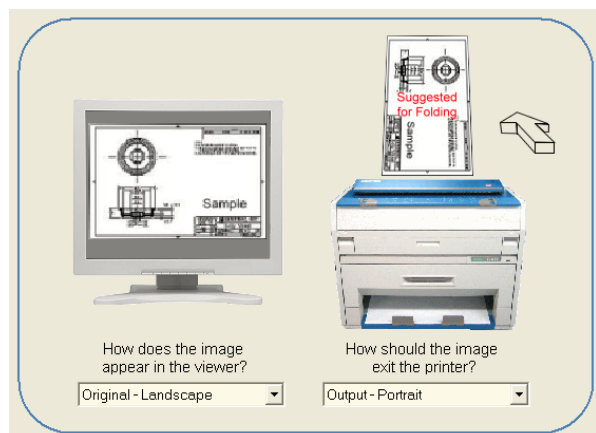 Suggested
for Folding
Sample
Sample
How does the image
appear in the viewer?
How should the image
exit the printer?
Original - Landscape
Output - Portrait